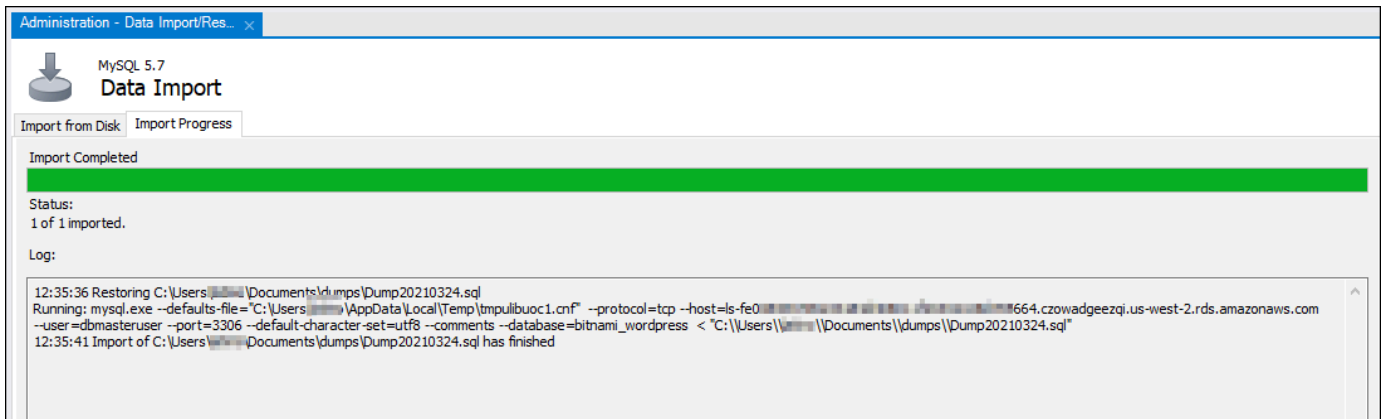 Administration - Data Import/Res...
MySQL 5.7
Data Import
Import from Disk
Import Progress
Import Completed
Status:
1 of 1 imported.
Log:
12:35:36 Restoring C:\Users\ \Documents\dumps\Dump20210324.sql
Running: mysql.exe --defaults-file="C:\Users \AppData\Local\Temp\tmpulibuoc1.cnf" --protocol=tcp --host=ls-fe0 664.czowadgeezqi.us-west-2.rds.amazonaws.com
--user=dbmasteruser --port=3306 --default-character-set=utf8 --comments --database=bitnami_wordpress < "C:\\Users\\ \\Documents\\dumps\\Dump20210324.sql"
12:35:41 Import of C:\Users\ \Documents\dumps\Dump20210324.sql has finished